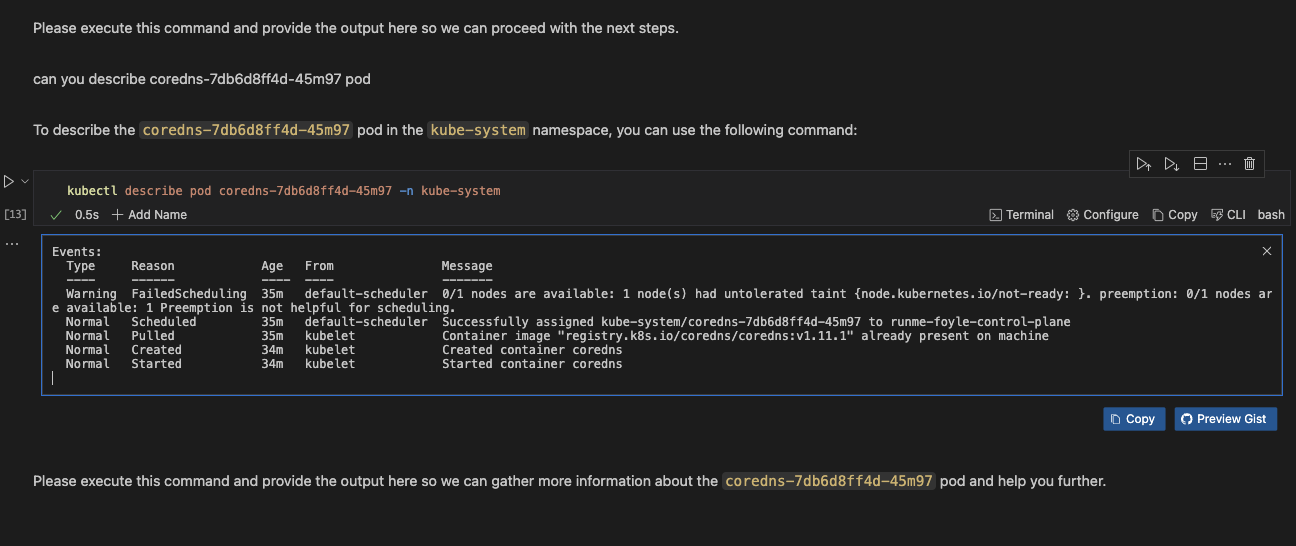 Please execute this command and provide the output here so we can proceed with the next steps.
can you describe coredns-7db6d8ff4d-45m97 pod
To describe the coredns-7db6d8ff4d-45m97 pod in the kube-system namespace, you can use the following command:
kubectl describe pod coredns-7db6d8ff4d-45m97 -n kube-system
[13] 0.5s Add Name Terminal Configure Copy CLI bash
Events:
Type Reason Age From Message
---- ------ ---- ---- -------
Warning FailedScheduling 35m default-scheduler 0/1 nodes are available: 1 node(s) had untolerated taint {node.kubernetes.io/not-ready: }. preemption: 0/1 nodes ar
e available: 1 Preemption is not helpful for scheduling.
Normal Scheduled 35m default-scheduler Successfully assigned kube-system/coredns-7db6d8ff4d-45m97 to runme-foyle-control-plane
Normal Pulled 35m kubelet Container image "registry.k8s.io/coredns/coredns:v1.11.1" already present on machine
Normal Created 34m kubelet Created container coredns
Normal Started 34m kubelet Started container coredns
Copy Preview Gist
Please execute this command and provide the output here so we can gather more information about the coredns-7db6d8ff4d-45m97 pod and help you further.